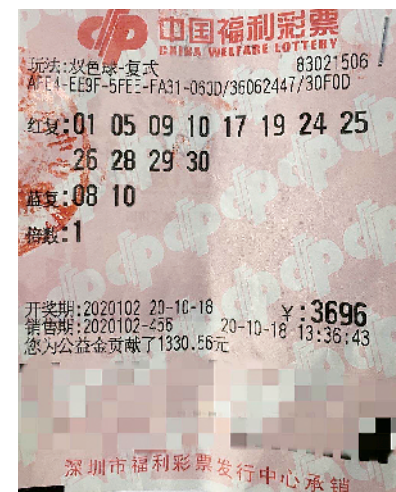 中国福利彩票
CHINA WELFARE LOTTERY
玩法:双色球-复式 83021506
AFE4-EE9F-5FEE-FA31-060D/36062447/30F0D
红复:01 05 09 10 17 19 24 25
26 28 29 30
蓝复:08 10
倍数:1
开奖期:2020102 20-10-18 ¥:3696
销售期:2020102-456 20-10-18 13:36:43
您为公益金贡献了1330.56元
深圳市福利彩票发行中心承销